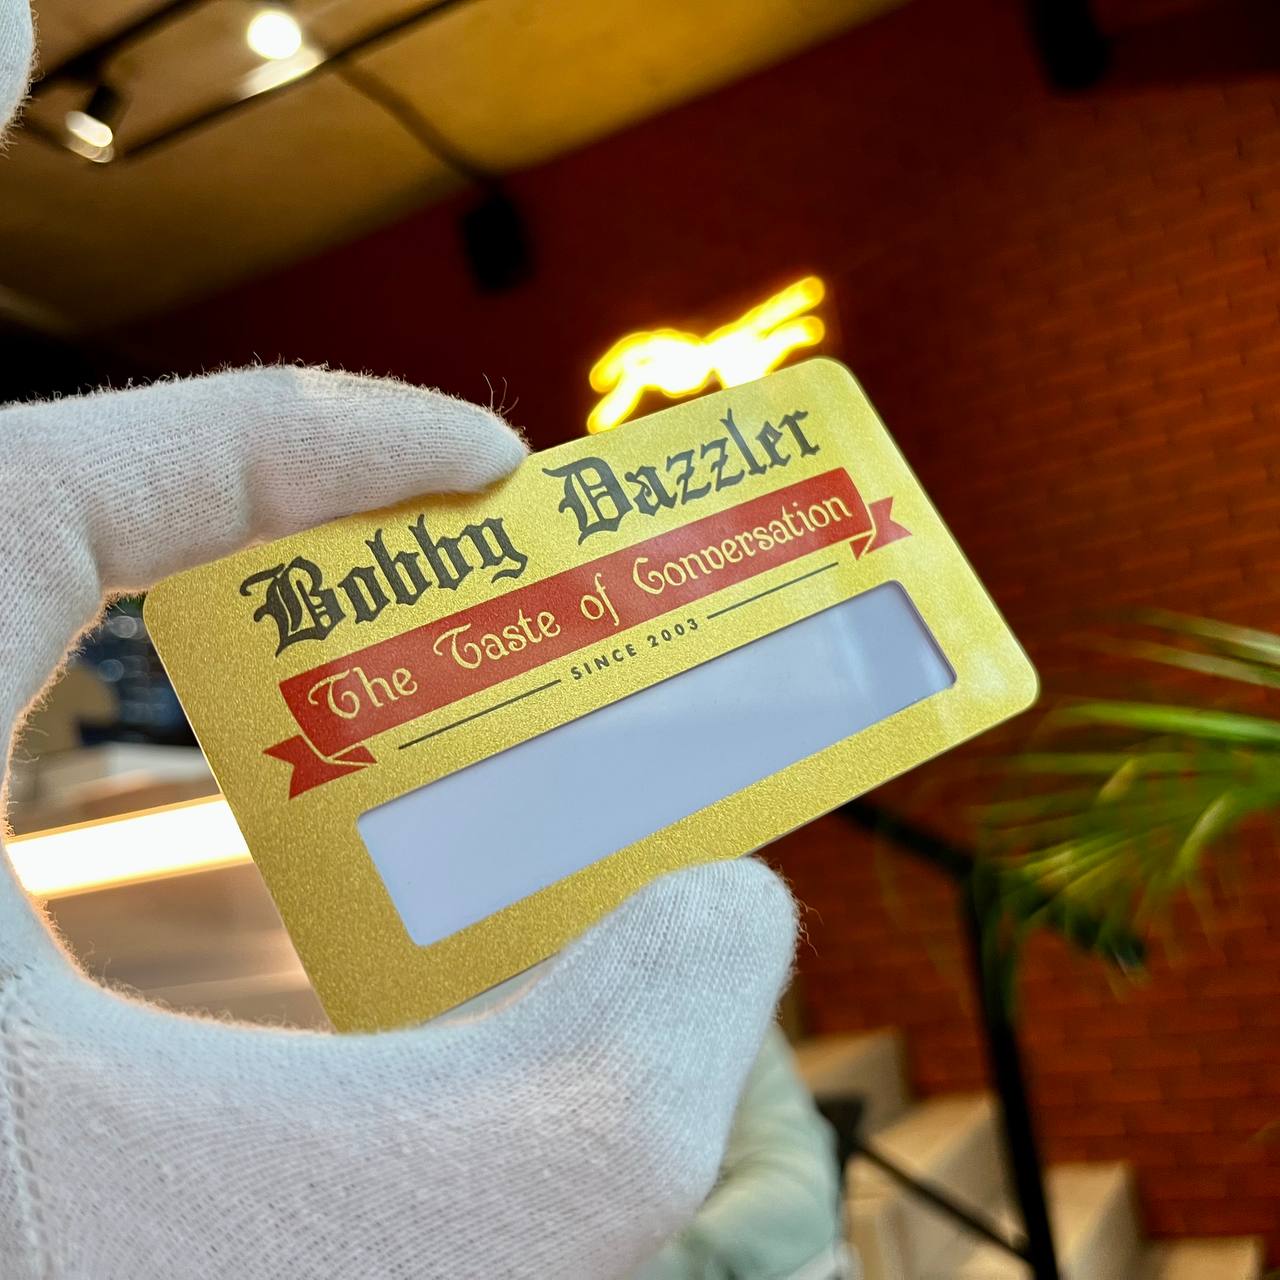 Bobby Dazzler
The Taste of Conversation
SINCE 2003